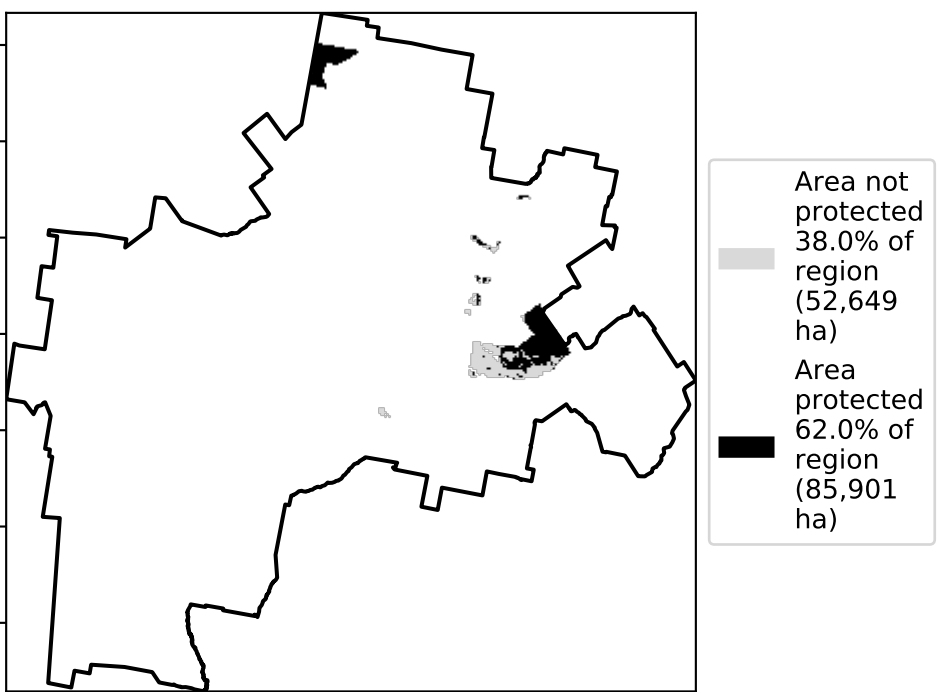 Area not
protected
38.0% of
region
(52,649
ha)
Area
protected
62.0% of
region
(85,901
ha)